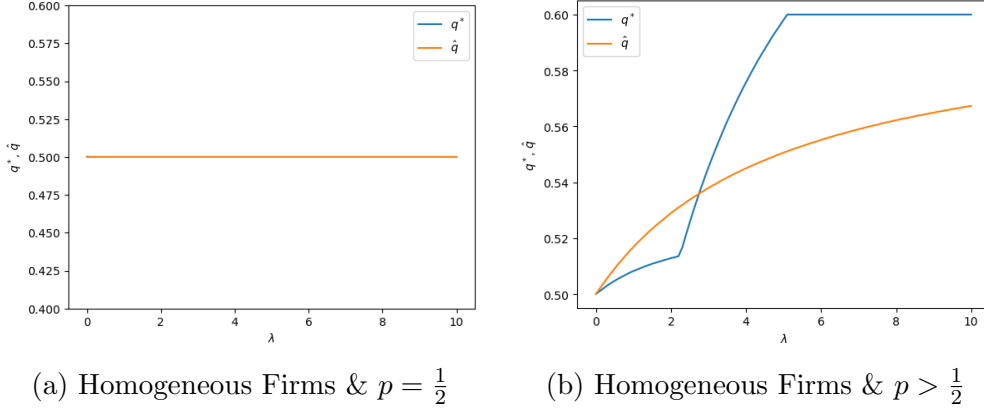 0.600
0.575
0.550
0.525
0.500
0.475
0.450
0.425
0.400
q*, q̂
0 2 4 6 8 10
λ
q*
q̂
0.60
0.58
0.56
0.54
0.52
0.50
q*, q̂
0 2 4 6 8 10
λ
q*
q̂
(a) Homogeneous Firms & p = 1/2
(b) Homogeneous Firms & p > 1/2